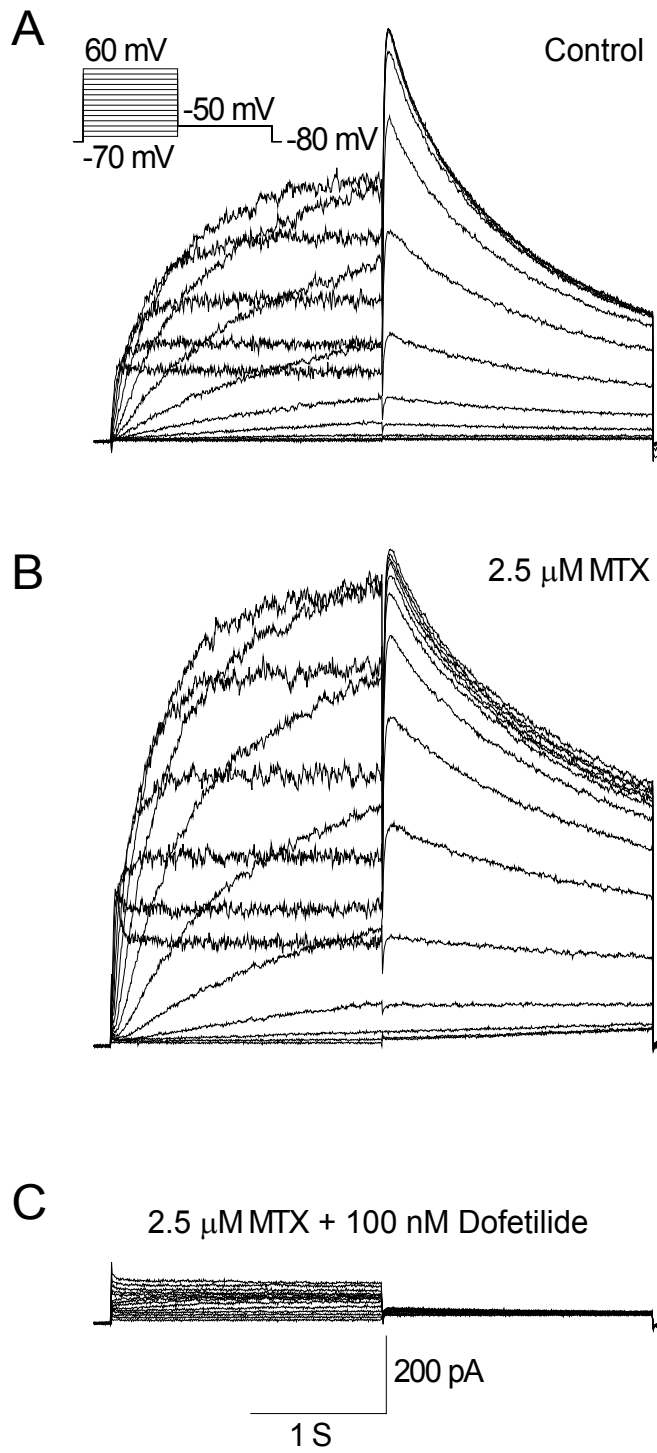 A
Control
60 mV
-50 mV
-70 mV
-80 mV
B
2.5 μM MTX
C
2.5 μM MTX + 100 nM Dofetilide
200 pA
1 S